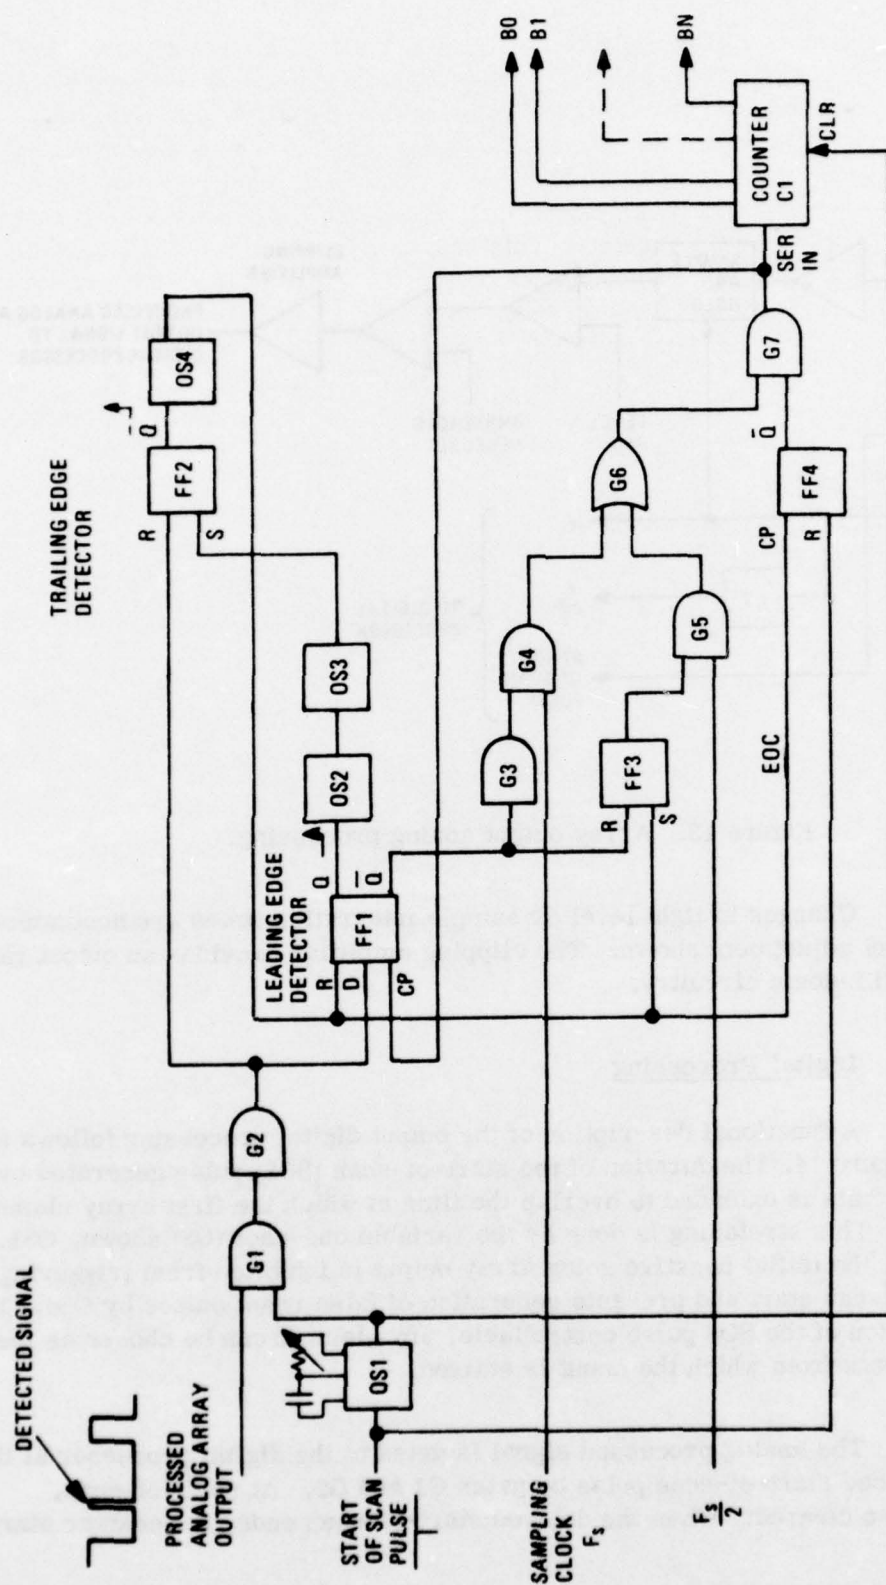 DETECTED SIGNAL
PROCESSED
ANALOG ARRAY
OUTPUT
G1
G2
START
OF SCAN
PULSE
OS1
LEADING EDGE
DETECTOR
R
D
CP
FF1
Q
Q̅
OS2
OS3
TRAILING EDGE
DETECTOR
R
S
FF2
Q̅
OS4
SAMPLING
CLOCK
F_S
F_S/2
G3
G4
R
S
FF3
G5
G6
EOC
CP
R
FF4
Q̅
G7
SER
IN
COUNTER
C1
CLR
B0
B1
BN